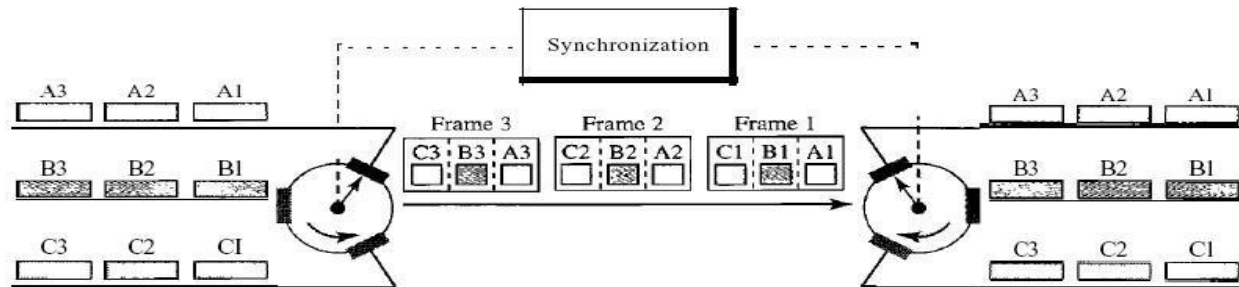 Synchronization
A3 A2 A1
A3 A2 A1
Frame 3 Frame 2 Frame 1
C3 B3 A3 C2 B2 A2 C1 B1 A1
B3 B2 B1
B3 B2 B1
C3 C2 CI
C3 C2 C1